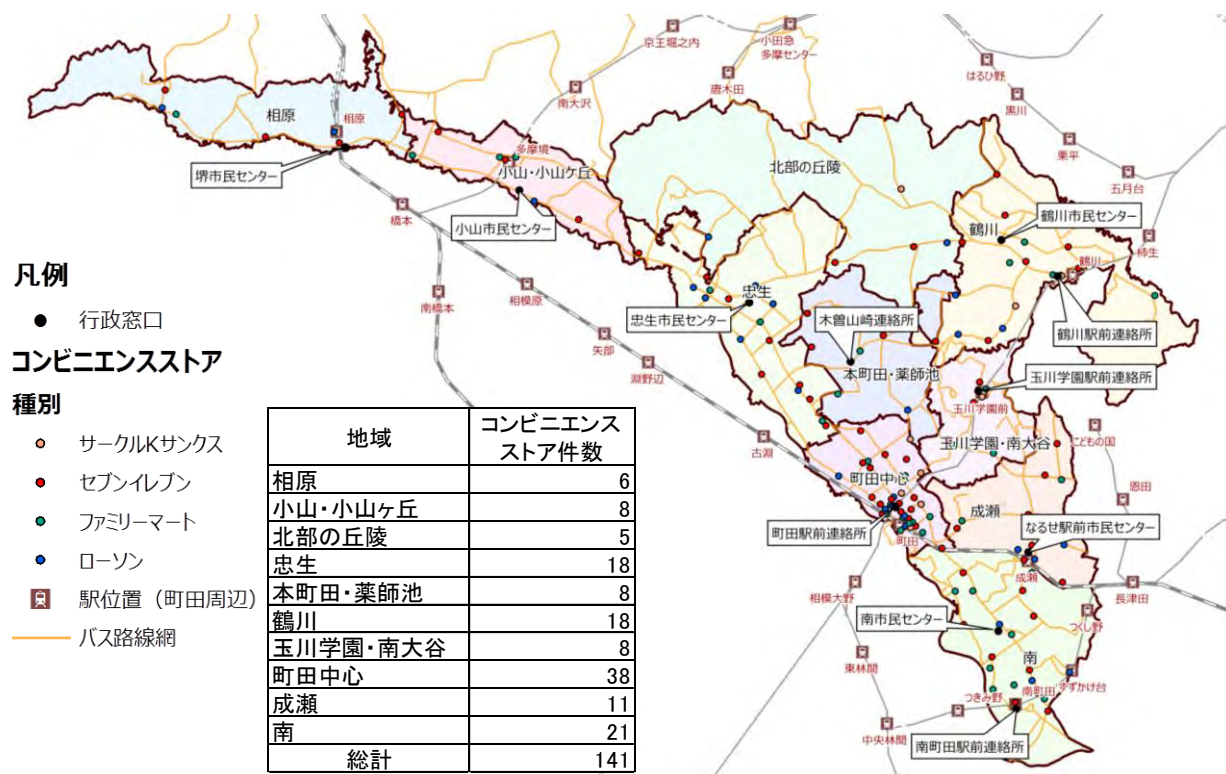 京王堀之内
小田急
多摩センター
はるひ野
唐木田
南大沢
黒川
栗平
五月台
相原
相原
多摩境
北部の丘陵
堺市民センター
小山・小山ケ丘
橋本
小山市民センター
鶴川
鶴川市民センター
柿生
鶴川
南橋本
相模原
忠生
忠生市民センター
木曽山崎連絡所
鶴川駅前連絡所
矢部
淵野辺
本町田・薬師池
玉川学園駅前連絡所
玉川学園前
古淵
玉川学園・南大谷
こどもの国
町田中心
恩田
成瀬
町田駅前連絡所
町田
なるせ駅前市民センター
成瀬
長津田
相模大野
つくし野
南市民センター
東林間
南
すずかけ台
つきみ野
南町田
中央林間
南町田駅前連絡所
凡例
行政窓口
コンビニエンスストア
種別
サークルKサンクス
セブンイレブン
ファミリーマート
ローソン
駅位置（町田周辺）
バス路線網
地域 コンビニエンス
ストア件数
相原 6
小山・小山ヶ丘 8
北部の丘陵 5
忠生 18
本町田・薬師池 8
鶴川 18
玉川学園・南大谷 8
町田中心 38
成瀬 11
南 21
総計 141